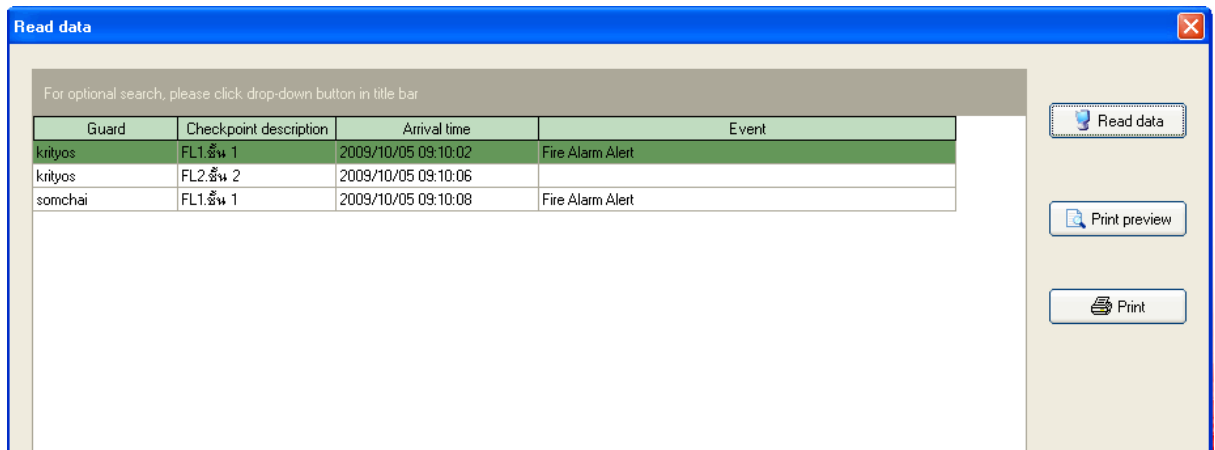 Read data
For optional search, please click drop-down button in title bar
Guard Checkpoint description Arrival time Event
krityos FL1.ชั้น 1 2009/10/05 09:10:02 Fire Alarm Alert
krityos FL2.ชั้น 2 2009/10/05 09:10:06
somchai FL1.ชั้น 1 2009/10/05 09:10:08 Fire Alarm Alert
Read data
Print preview
Print